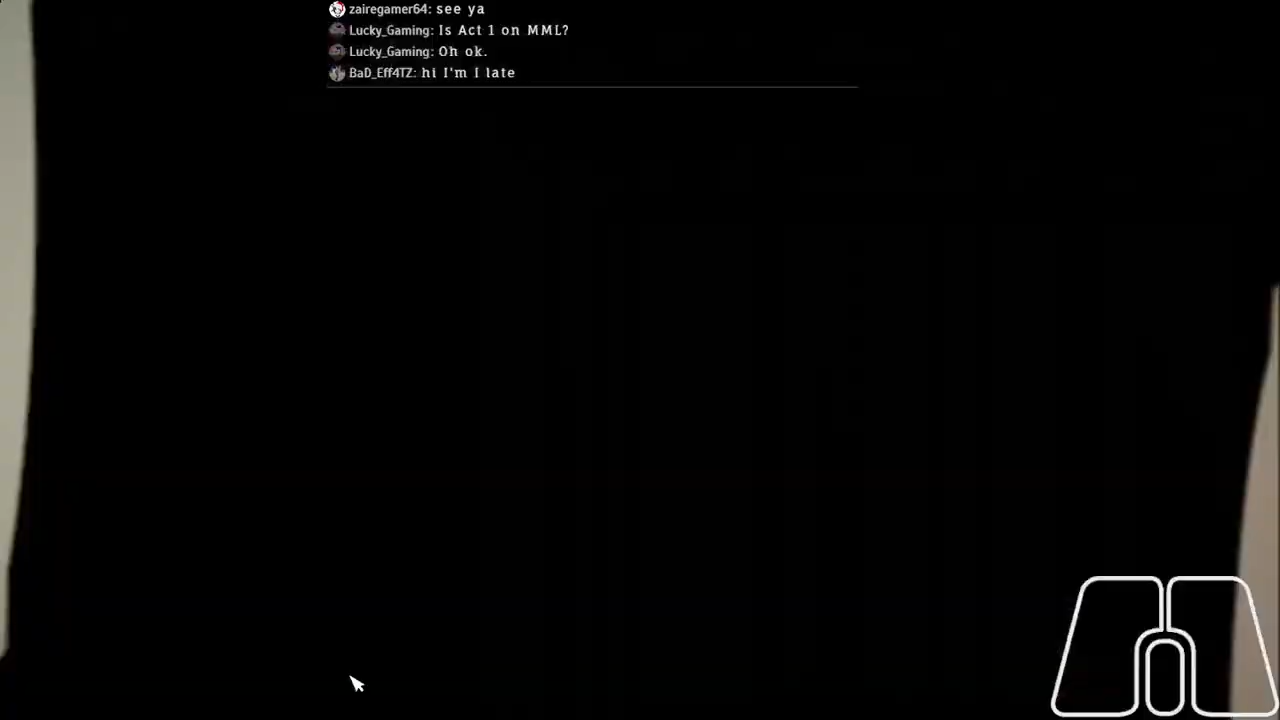 zairegamer64: see ya
Lucky_Gaming: Is Act 1 on MML?
Lucky_Gaming: Oh ok.
BaD_Eff4TZ: hi I'm I late